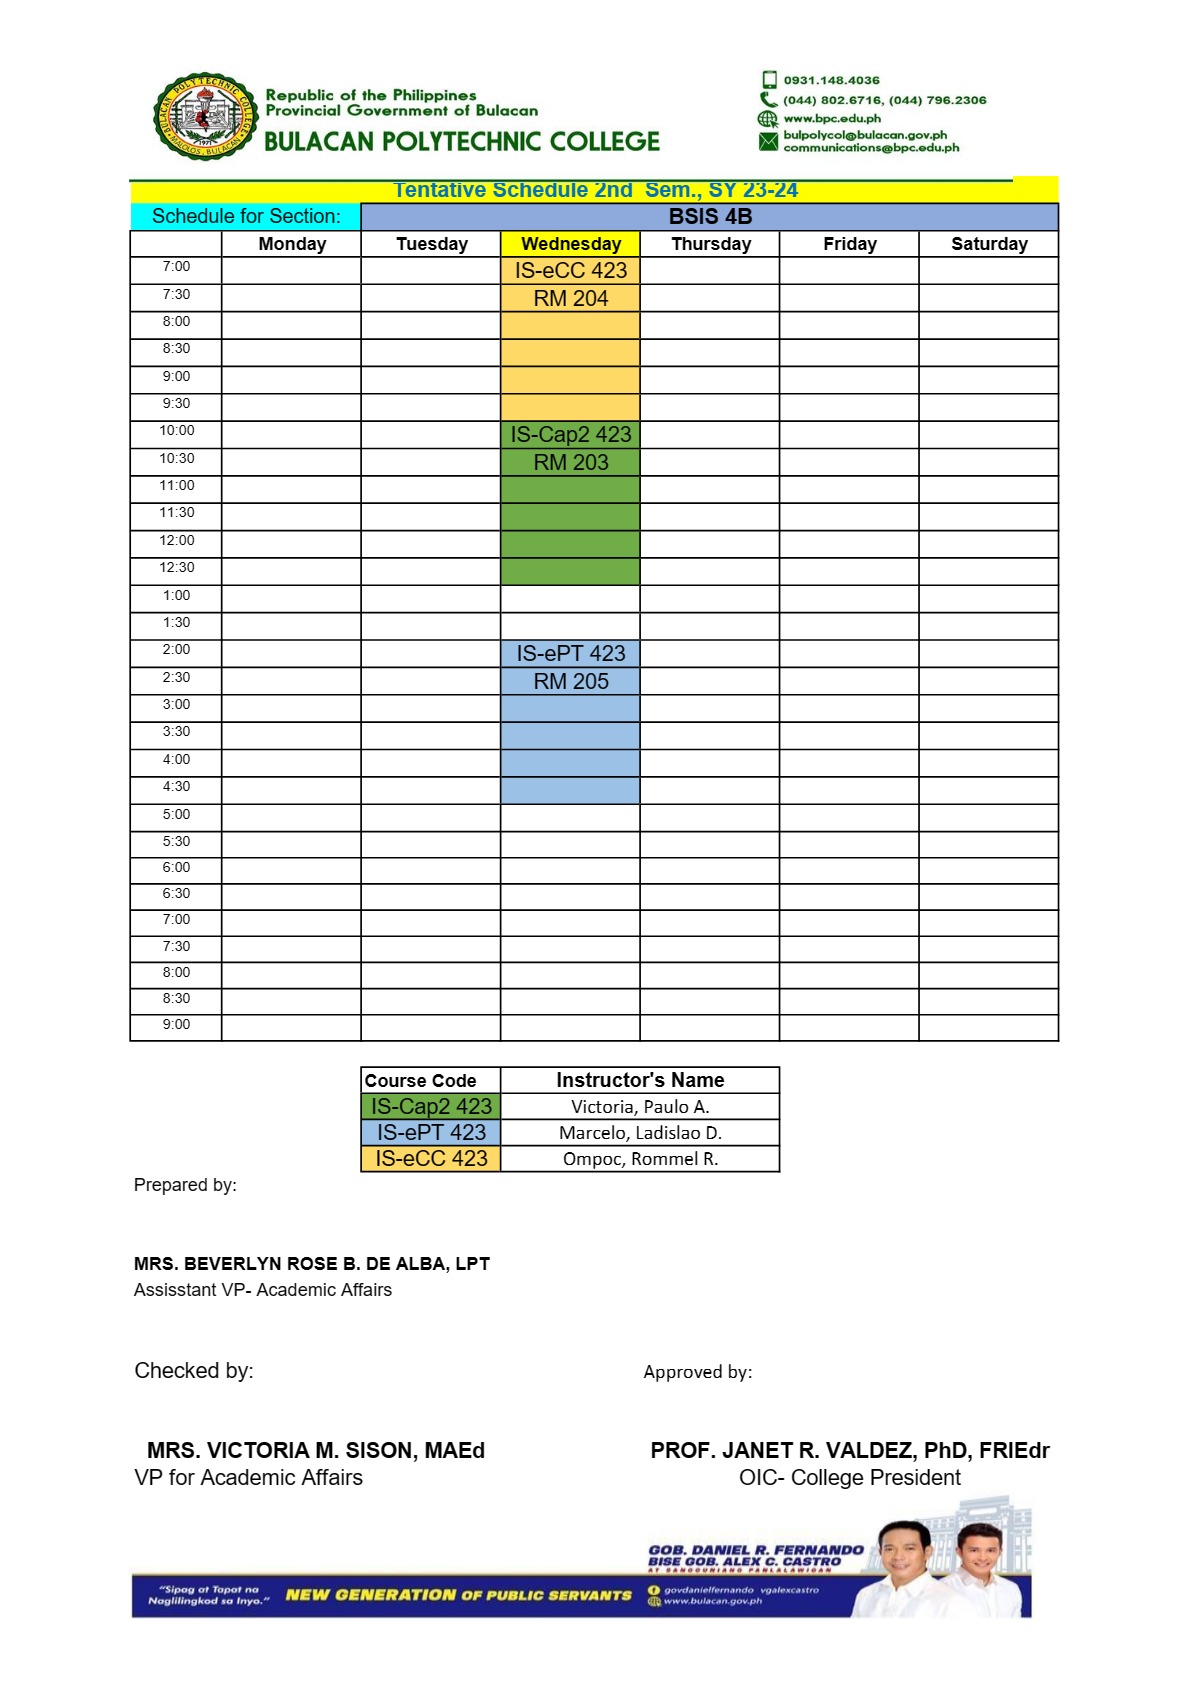 BULACAN POLYTECHNIC COLLEGE
MALOLOS, BULACAN
1971
Republic of the Philippines
Provincial Government of Bulacan
BULACAN POLYTECHNIC COLLEGE
0931.148.4036
(044) 802.6716, (044) 796.2306
www.bpc.edu.ph
bulpolycol@bulacan.gov.ph
communications@bpc.edu.ph
Tentative Schedule 2nd Sem., SY 23-24
Schedule for Section: BSIS 4B
Monday Tuesday Wednesday Thursday Friday Saturday
7:00 IS-eCC 423
7:30 RM 204
8:00
8:30
9:00
9:30
10:00 IS-Cap2 423
10:30 RM 203
11:00
11:30
12:00
12:30
1:00
1:30
2:00 IS-ePT 423
2:30 RM 205
3:00
3:30
4:00
4:30
5:00
5:30
6:00
6:30
7:00
7:30
8:00
8:30
9:00
Course Code Instructor's Name
IS-Cap2 423 Victoria, Paulo A.
IS-ePT 423 Marcelo, Ladislao D.
IS-eCC 423 Ompoc, Rommel R.
Prepared by:
MRS. BEVERLYN ROSE B. DE ALBA, LPT
Assisstant VP- Academic Affairs
Checked by: Approved by:
MRS. VICTORIA M. SISON, MAEd PROF. JANET R. VALDEZ, PhD, FRIEdr
VP for Academic Affairs OIC- College President
GOB. DANIEL R. FERNANDO
BISE GOB. ALEX C. CASTRO
AT SANGGUNIANG PANLALAWIGAN
"Sipag at Tapat na
Naglilingkod sa Inyo."
NEW GENERATION OF PUBLIC SERVANTS
govdanielfernando vgalexcastro
www.bulacan.gov.ph